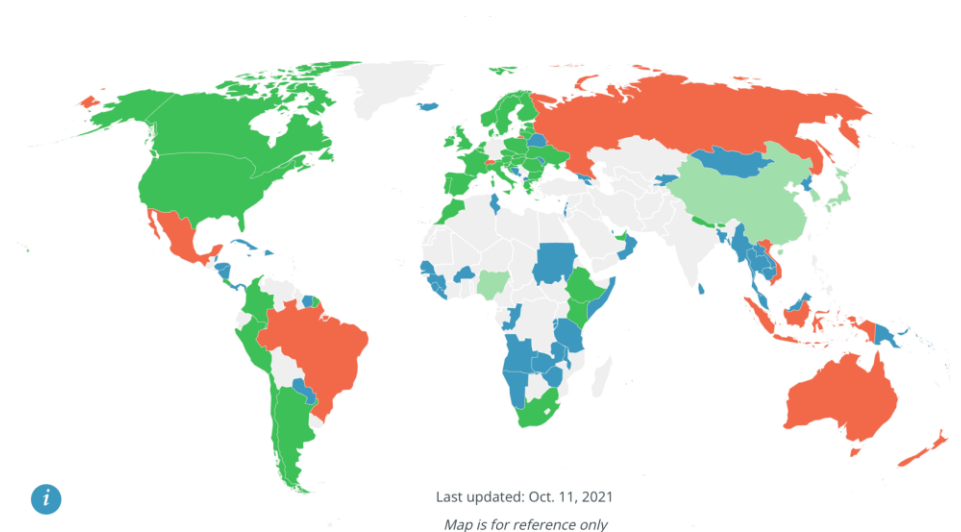 i
Last updated: Oct. 11, 2021
Map is for reference only